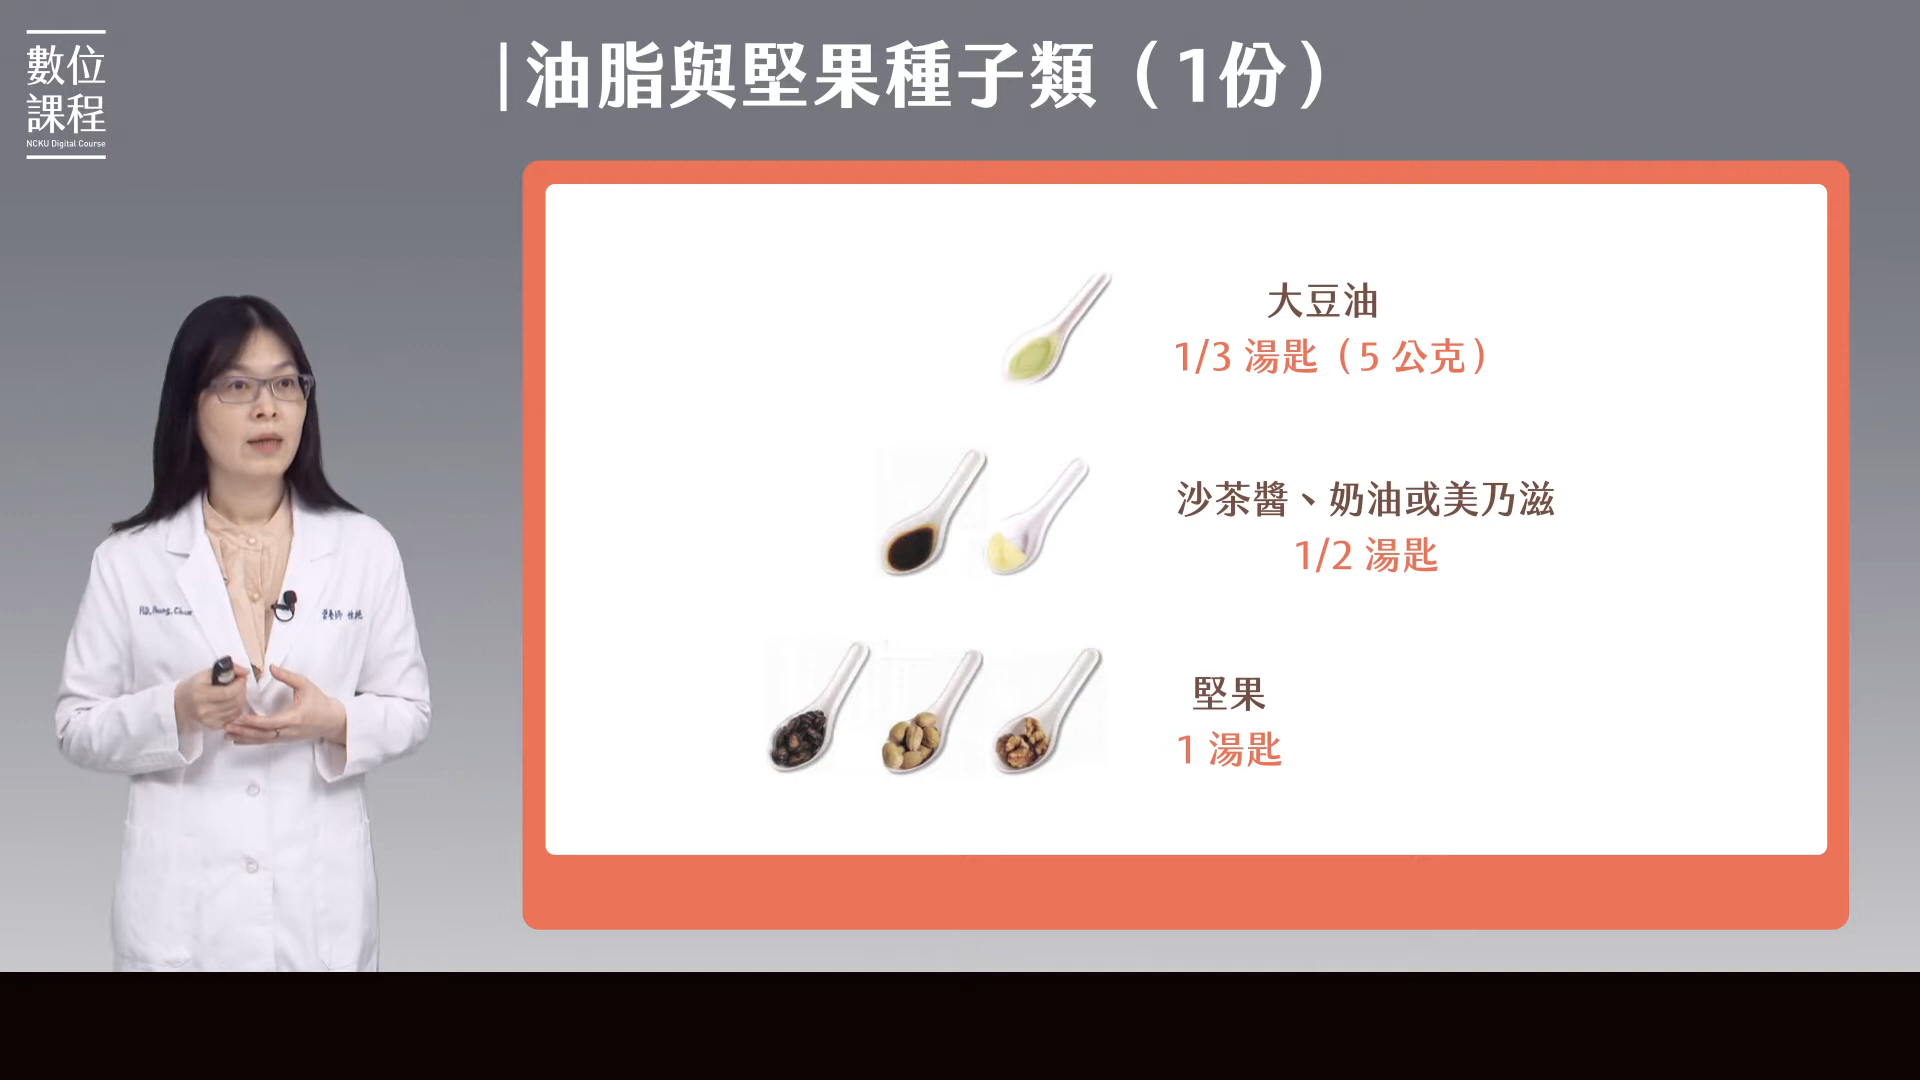 數位
課程
NCKU Digital Course
油脂與堅果種子類（1份）
大豆油
1/3 湯匙（5 公克）
沙茶醬、奶油或美乃滋
1/2 湯匙
堅果
1 湯匙